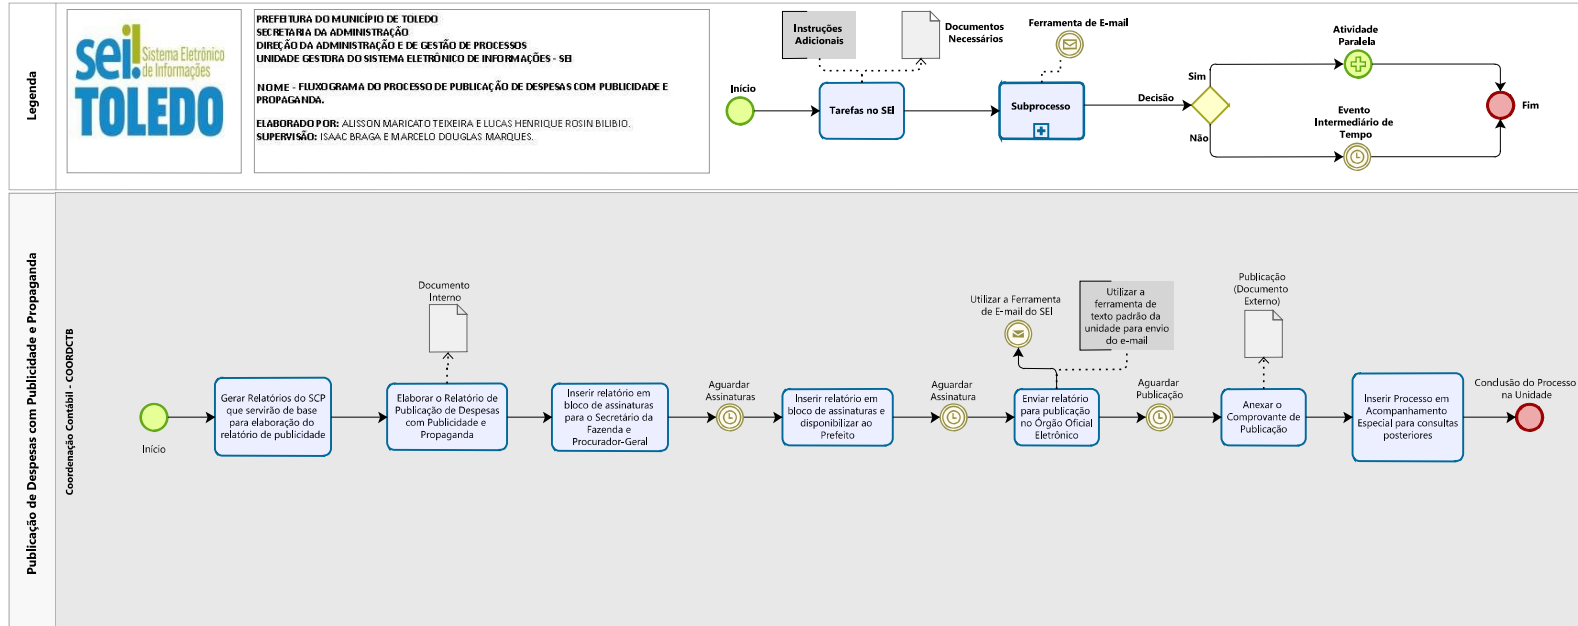 Legenda
sei! Sistema Eletrônico
de Informações
TOLEDO
PREFEITURA DO MUNICÍPIO DE TOLEDO
SECRETARIA DA ADMINISTRAÇÃO
DIREÇÃO DA ADMINISTRAÇÃO E DE GESTÃO DE PROCESSOS
UNIDADE GESTORA DO SISTEMA ELETRÔNICO DE INFORMAÇÕES - SEI
NOME - FLUXOGRAMA DO PROCESSO DE PUBLICAÇÃO DE DESPESAS COM PUBLICIDADE E
PROPAGANDA.
ELABORADO POR: ALISSON MARICATO TEIXEIRA E LUCAS HENRIQUE ROSIN BILIBIO.
SUPERVISÃO: ISAAC BRAGA E MARCELO DOUGLAS MARQUES.
Início
Instruções
Adicionais
Documentos
Necessários
Tarefas no SEI
Ferramenta de E-mail
Subprocesso
Decisão
Sim
Não
Atividade
Paralela
Evento
Intermediário de
Tempo
Fim
Publicação de Despesas com Publicidade e Propaganda
Coordenação Contábil - COORDCTB
Início
Gerar Relatórios do SCP
que servirão de base
para elaboração do
relatório de publicidade
Documento
Interno
Elaborar o Relatório de
Publicação de Despesas
com Publicidade e
Propaganda
Inserir relatório em
bloco de assinaturas
para o Secretário da
Fazenda e
Procurador-Geral
Aguardar
Assinaturas
Inserir relatório em
bloco de assinaturas e
disponibilizar ao
Prefeito
Aguardar
Assinatura
Utilizar a Ferramenta
de E-mail do SEI
Utilizar a
ferramenta de
texto padrão da
unidade para envio
do e-mail
Enviar relatório
para publicação
no Órgão Oficial
Eletrônico
Aguardar
Publicação
Publicação
(Documento
Externo)
Anexar o
Comprovante de
Publicação
Inserir Processo em
Acompanhamento
Especial para consultas
posteriores
Conclusão do Processo
na Unidade